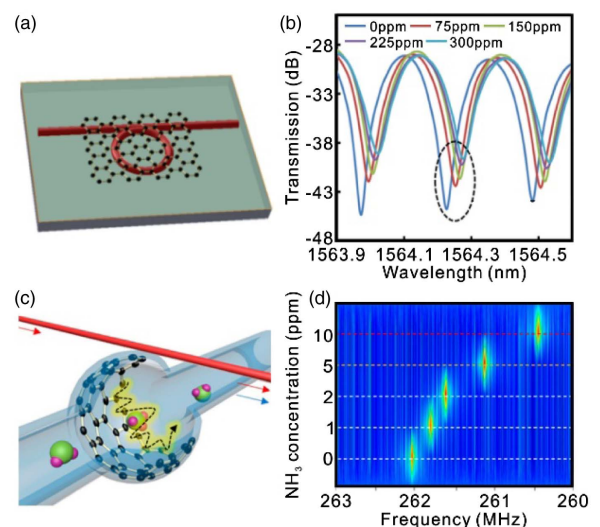 (a)
(b)
0ppm 75ppm 150ppm
225ppm 300ppm
Transmission (dB)
-28
-33
-38
-43
-48
1563.9 1564.1 1564.3 1564.5
Wavelength (nm)
(c)
(d)
NH₃ concentration (ppm)
10
5
2
1
0
263 262 261 260
Frequency (MHz)